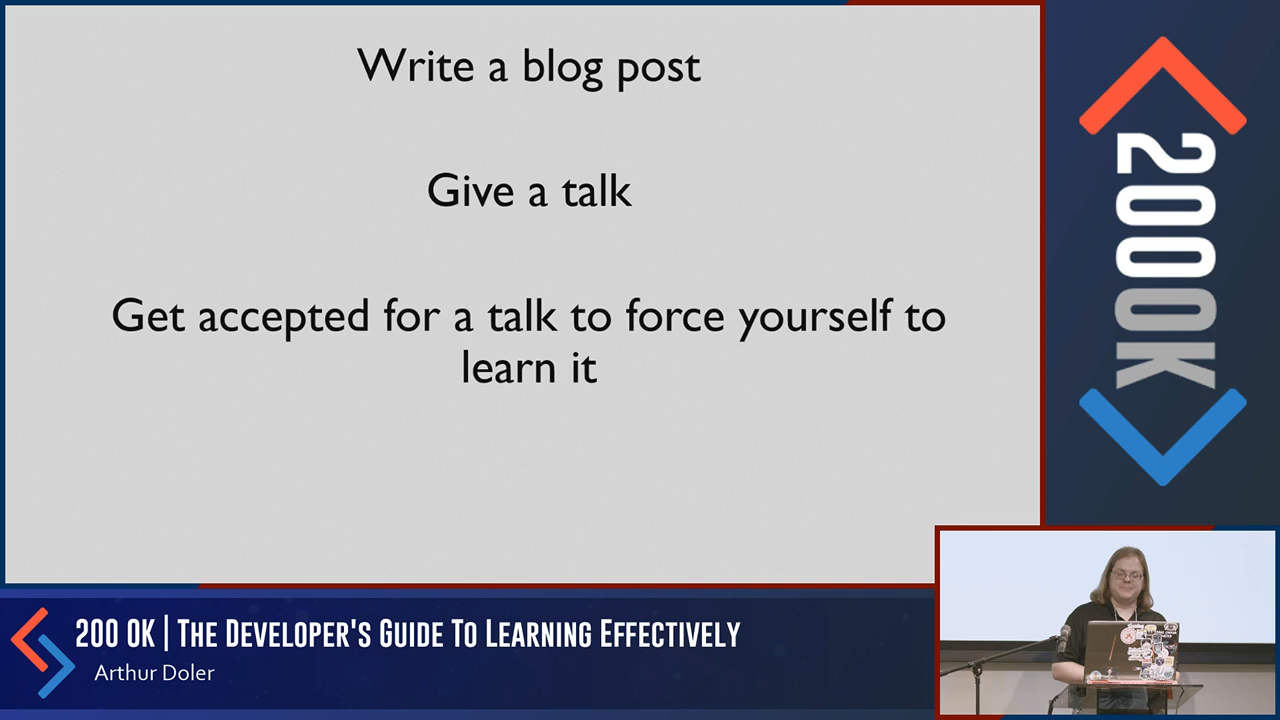 Write a blog post
Give a talk
Get accepted for a talk to force yourself to
learn it
200OK
200 OK | The Developer's Guide To Learning Effectively
Arthur Doler